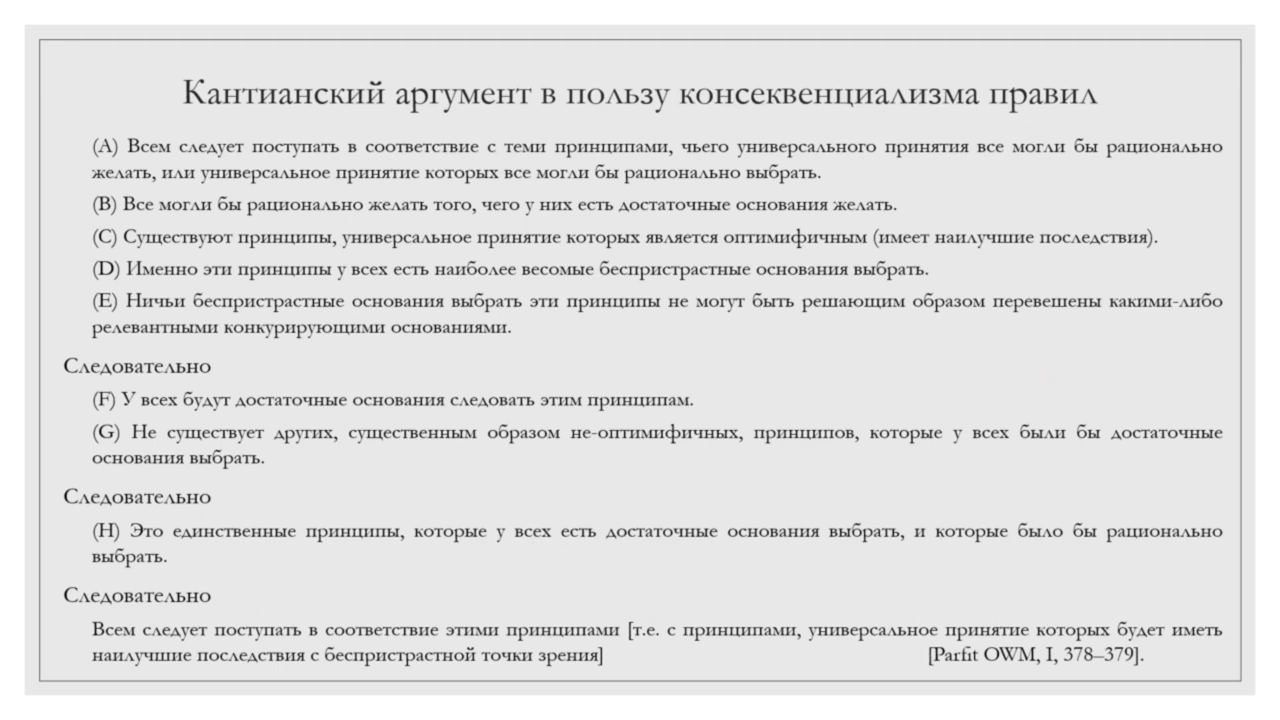 Кантианский аргумент в пользу консеквенциализма правил
(A) Всем следует поступать в соответствие с теми принципами, чьего универсального принятия все могли бы рационально
желать, или универсальное принятие которых все могли бы рационально выбрать.
(B) Все могли бы рационально желать того, чего у них есть достаточные основания желать.
(C) Существуют принципы, универсальное принятие которых является оптимифичным (имеет наилучшие последствия).
(D) Именно эти принципы у всех есть наиболее весомые беспристрастные основания выбрать.
(E) Ничьи беспристрастные основания выбрать эти принципы не могут быть решающим образом перевешены какими-либо
релевантными конкурирующими основаниями.
Следовательно
(F) У всех будут достаточные основания следовать этим принципам.
(G) Не существует других, существенным образом не-оптимифичных, принципов, которые у всех были бы достаточные
основания выбрать.
Следовательно
(H) Это единственные принципы, которые у всех есть достаточные основания выбрать, и которые было бы рационально
выбрать.
Следовательно
Всем следует поступать в соответствие этими принципами [т.е. с принципами, универсальное принятие которых будет иметь
наилучшие последствия с беспристрастной точки зрения] [Parfit OWM, I, 378–379].